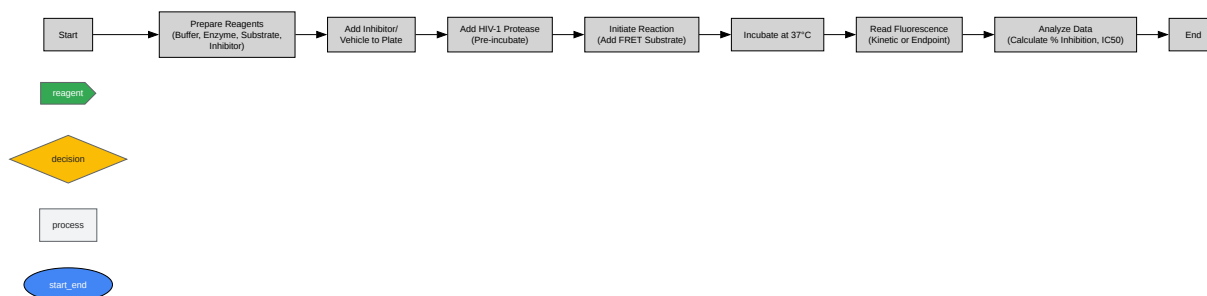 Start
Prepare Reagents
(Buffer, Enzyme, Substrate,
Inhibitor)
Add Inhibitor/
Vehicle to Plate
Add HIV-1 Protease
(Pre-incubate)
Initiate Reaction
(Add FRET Substrate)
Incubate at 37°C
Read Fluorescence
(Kinetic or Endpoint)
Analyze Data
(Calculate % Inhibition, IC50)
End
reagent
decision
process
start_end